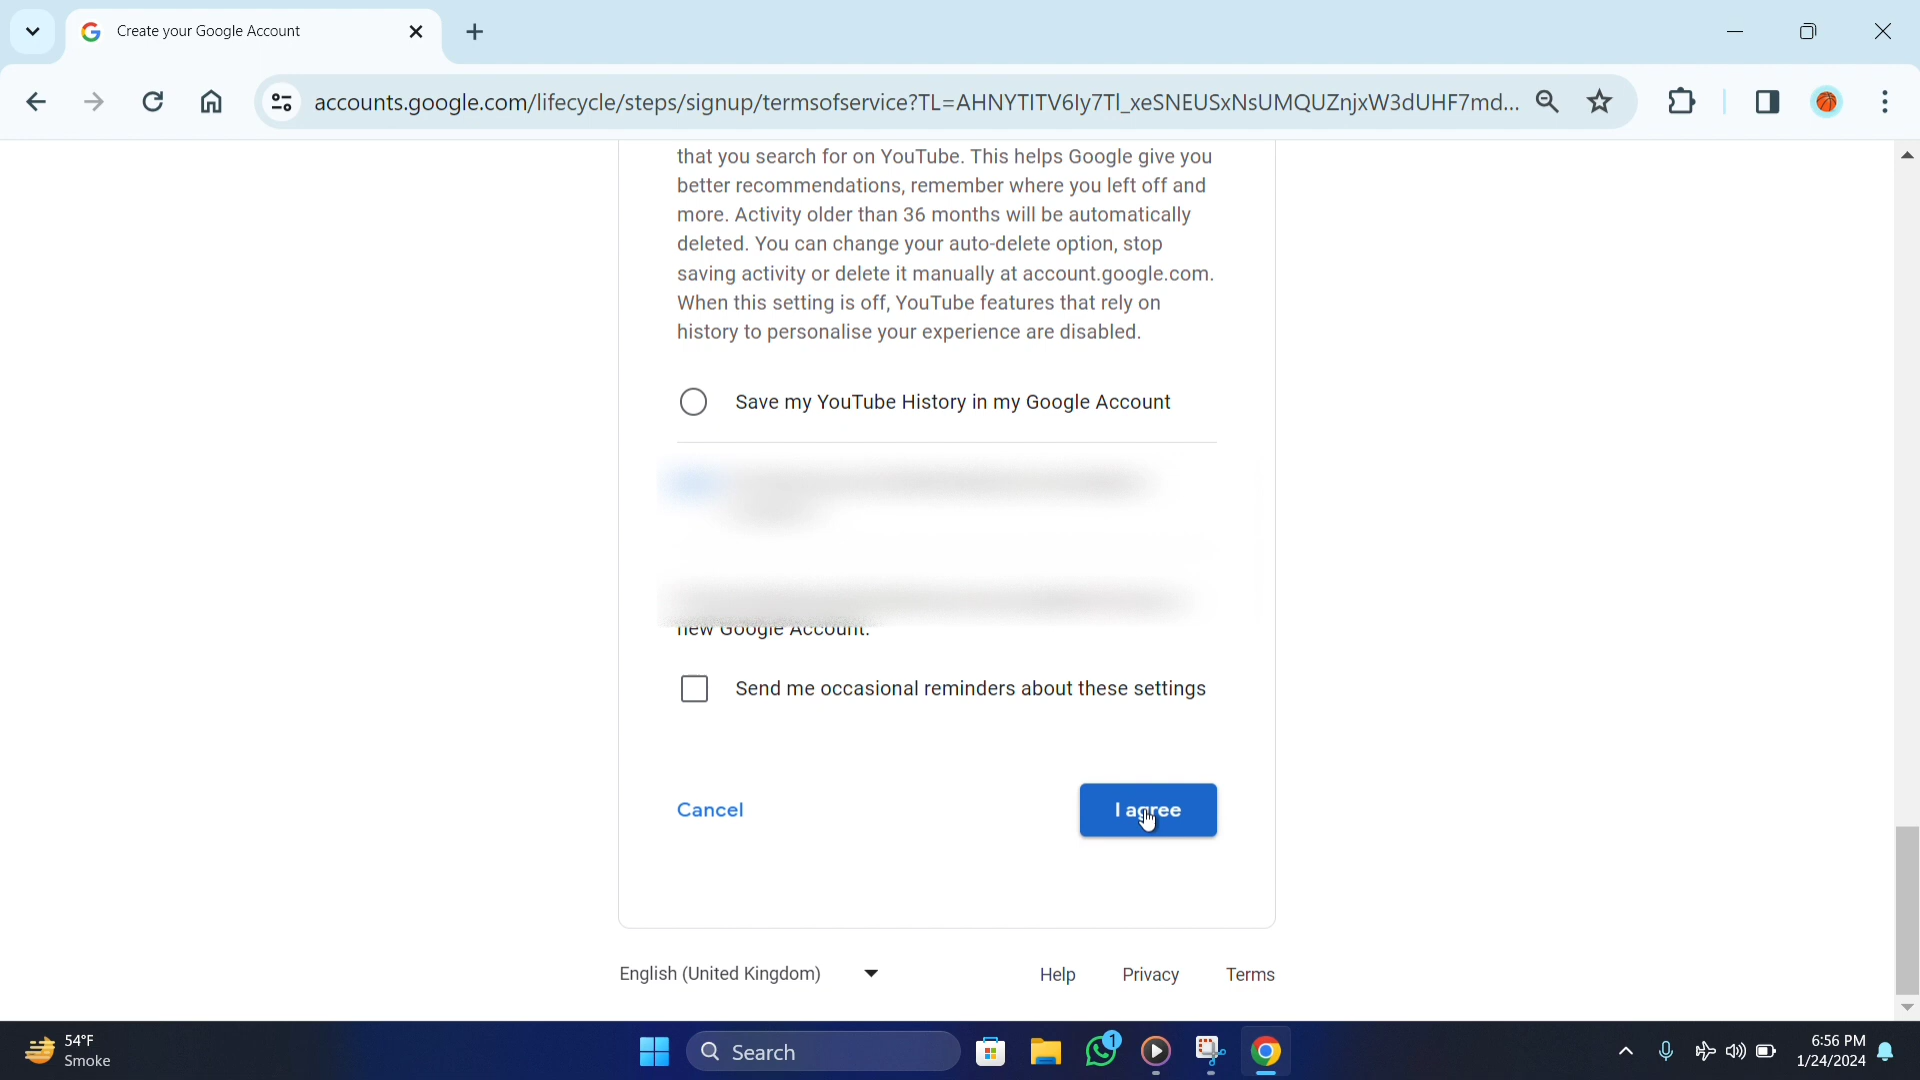 Create your Google Account
accounts.google.com/lifecycle/steps/signup/termsofservice?TL=AHNYTITV6Iy7Tl_xeSNEUSxNsUMQUZnjxW3dUHF7md...
that you search for on YouTube. This helps Google give you
better recommendations, remember where you left off and
more. Activity older than 36 months will be automatically
deleted. You can change your auto-delete option, stop
saving activity or delete it manually at account.google.com.
When this setting is off, YouTube features that rely on
history to personalise your experience are disabled.
Save my YouTube History in my Google Account
new Google Account.
Send me occasional reminders about these settings
Cancel
I agree
English (United Kingdom)
Help Privacy Terms
54°F
Smoke
Search
1
6:56 PM
1/24/2024